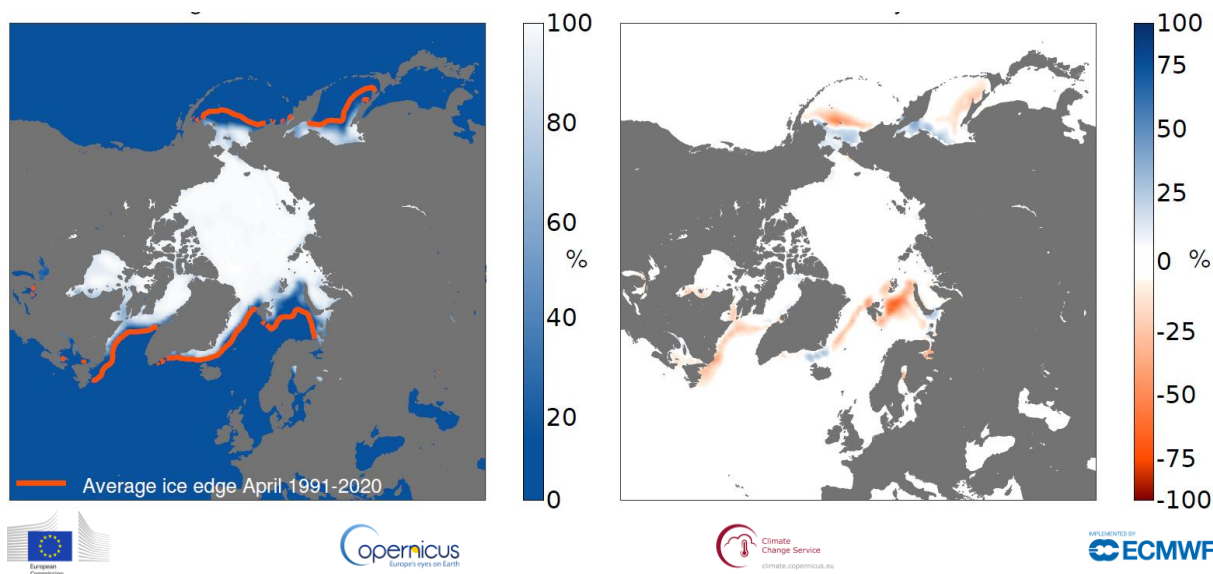 100
80
60
%
40
20
0
Average ice edge April 1991-2020
100
75
50
25
0
%
-25
-50
-75
-100
European
Commission
opernicus
Europe's eyes on Earth
Climate
Change Service
climate.copernicus.eu
IMPLEMENTED BY
ECMWF